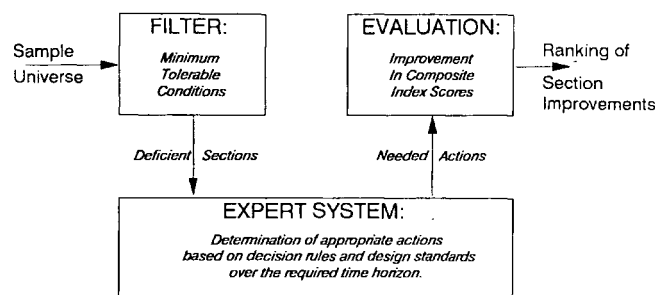 FILTER:
Minimum
Tolerable
Conditions
EVALUATION:
Improvement
In Composite
Index Scores
Sample
Universe
Ranking of
Section
Improvements
Deficient Sections
Needed Actions
EXPERT SYSTEM:
Determination of appropriate actions
based on decision rules and design standards
over the required time horizon.